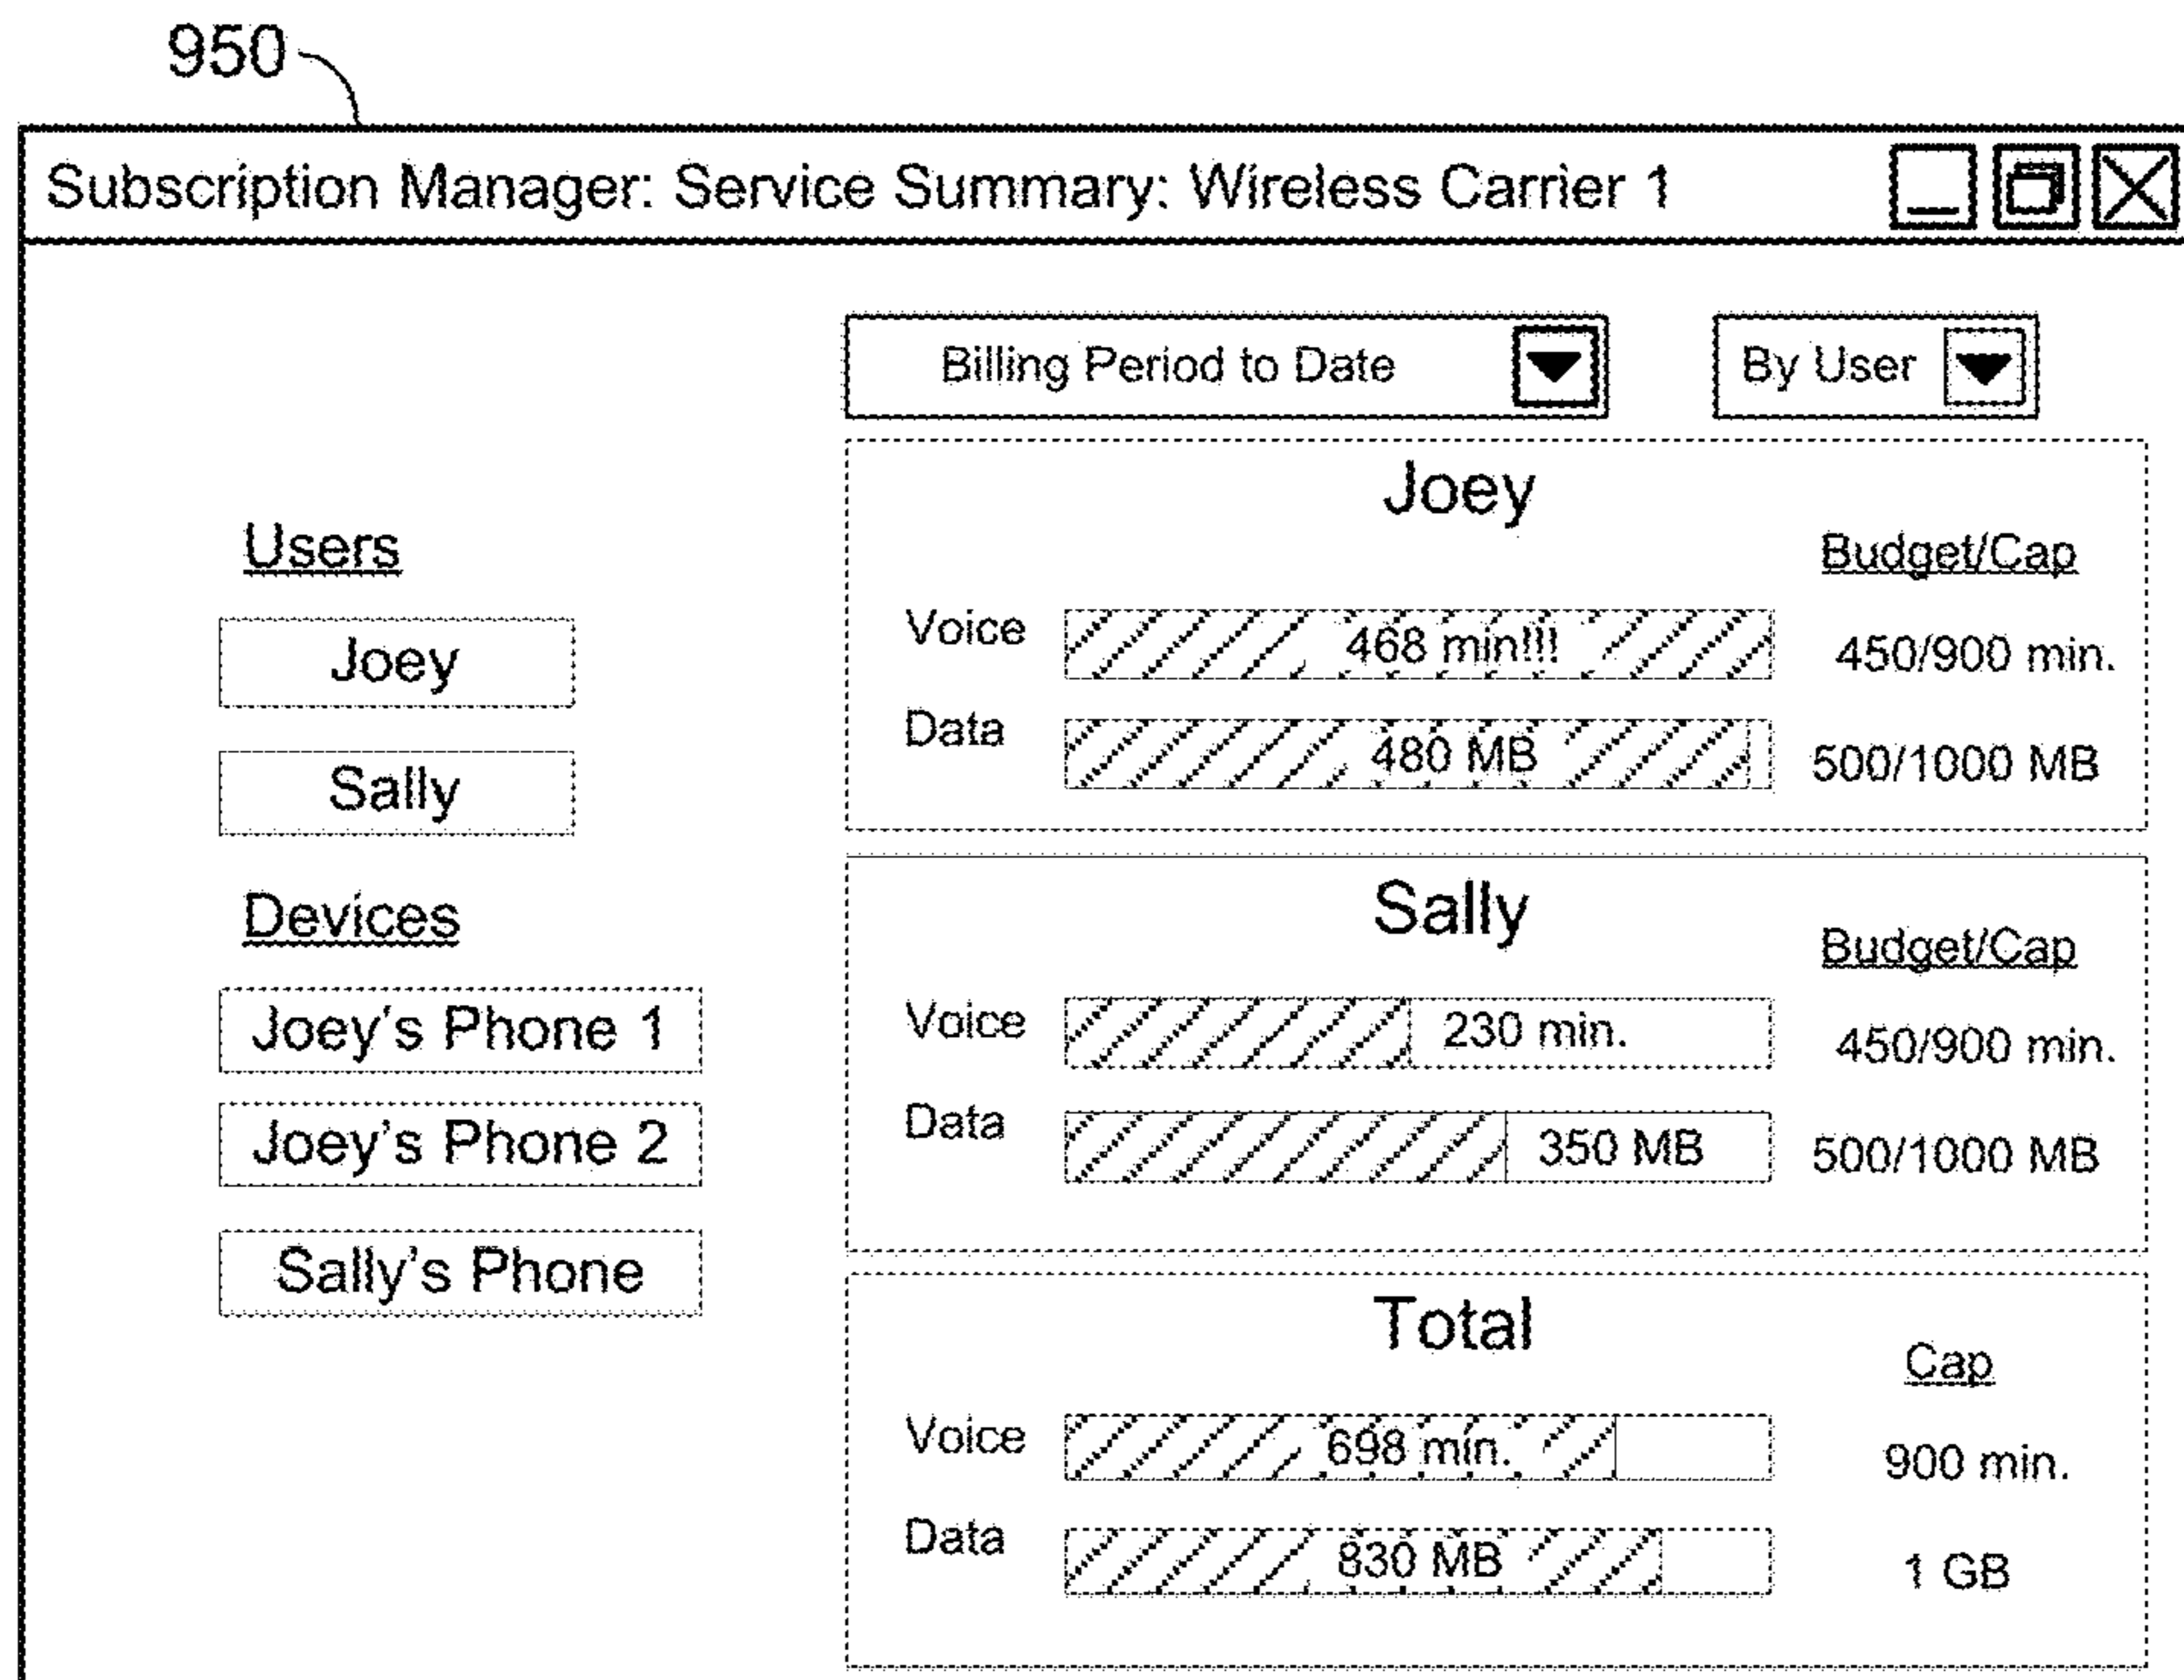 950
Subscription Manager: Service Summary: Wireless Carrier 1
Billing Period to Date
By User
Users
Joey
Sally
Devices
Joey's Phone 1
Joey's Phone 2
Sally's Phone
Joey
Budget/Cap
Voice 468 min!!! 450/900 min.
Data 480 MB 500/1000 MB
Sally
Budget/Cap
Voice 230 min. 450/900 min.
Data 350 MB 500/1000 MB
Total
Cap
Voice 698 min. 900 min.
Data 830 MB 1 GB